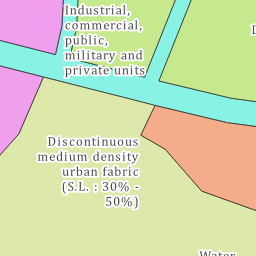 Industrial,
commercial,
public,
military and
private units
Discontinuous
medium density
urban fabric
(S.L. : 30% -
50%)
Water